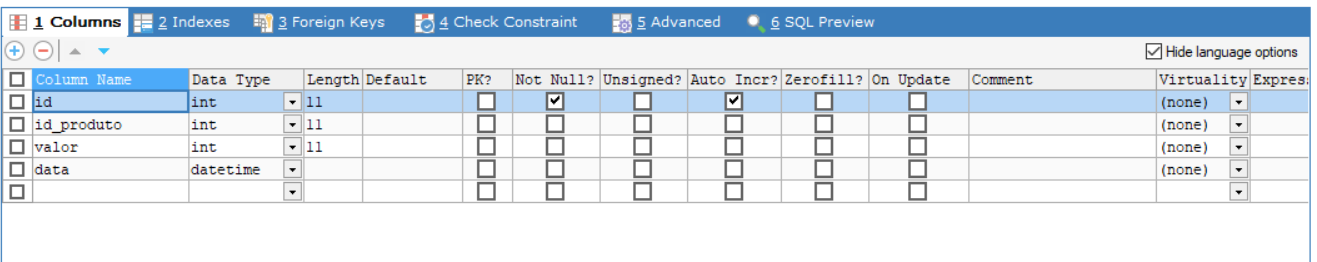 1 Columns 2 Indexes 3 Foreign Keys 4 Check Constraint 5 Advanced 6 SQL Preview
Hide language options
Column Name Data Type Length Default PK? Not Null? Unsigned? Auto Incr? Zerofill? On Update Comment Virtuality Express
id int 11 (none)
id_produto int 11 (none)
valor int 11 (none)
data datetime (none)